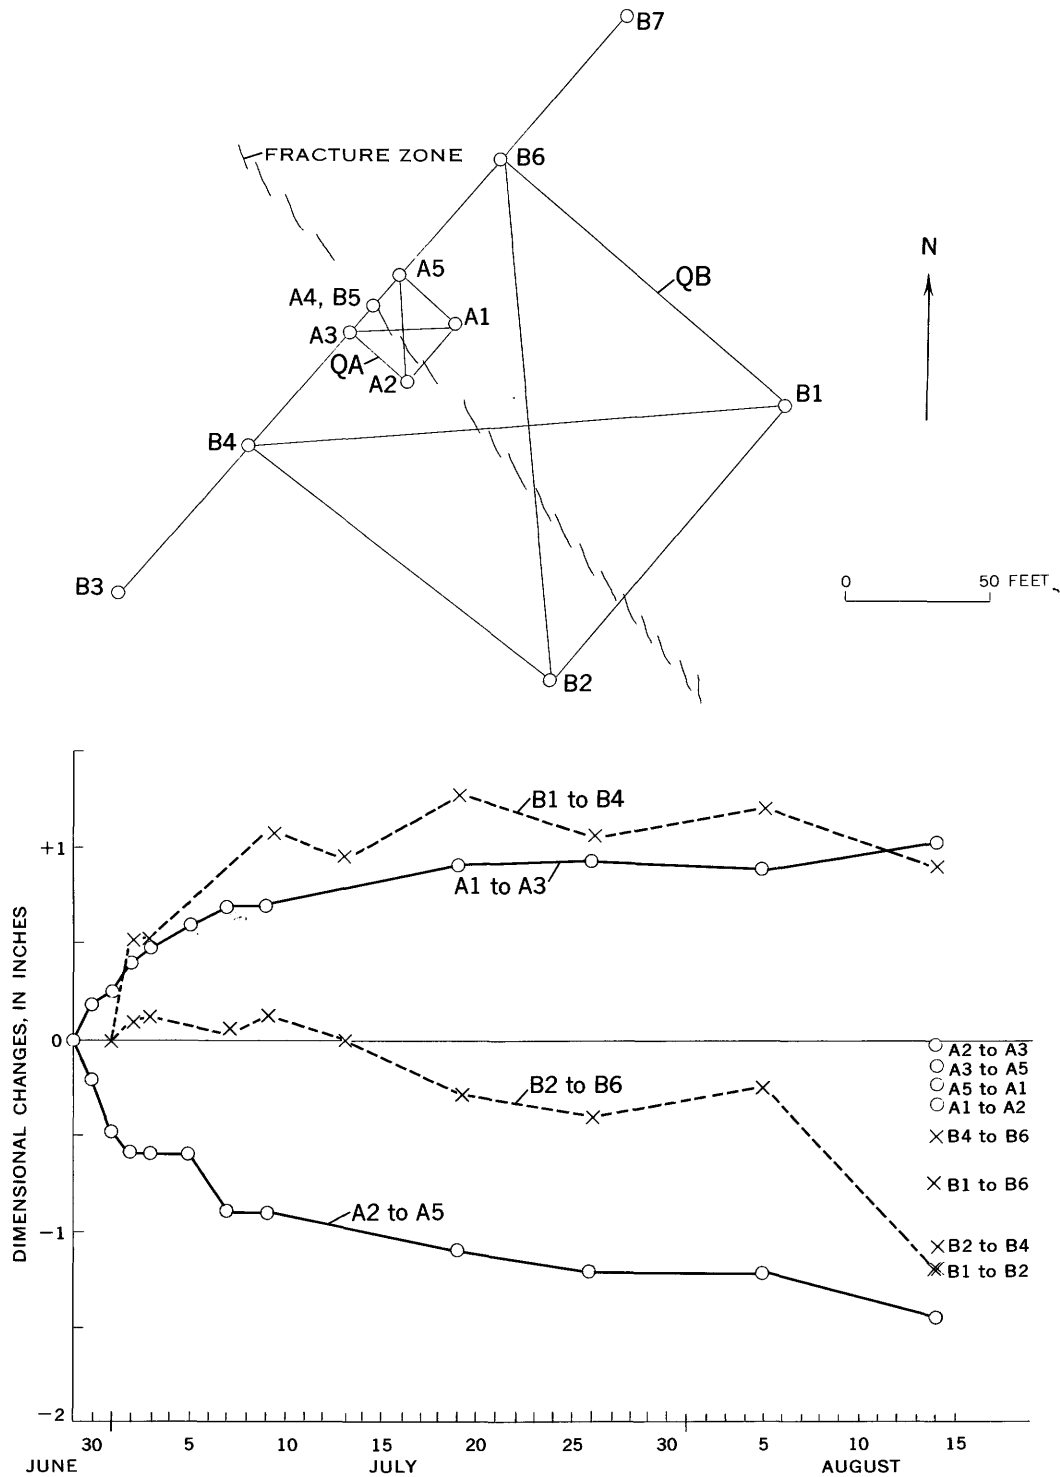 B7
FRACTURE ZONE
B6
N
QB
A5
A4, B5
A1
A3
QA
A2
B1
B4
0 50 FEET
B3
B2
B1 to B4
+1
A1 to A3
DIMENSIONAL CHANGES, IN INCHES
0
A2 to A3
A3 to A5
A5 to A1
A1 to A2
B2 to B6
B4 to B6
B1 to B6
A2 to A5
−1
B2 to B4
B1 to B2
−2
30 5 10 15 20 25 5 10 15
JUNE JULY AUGUST